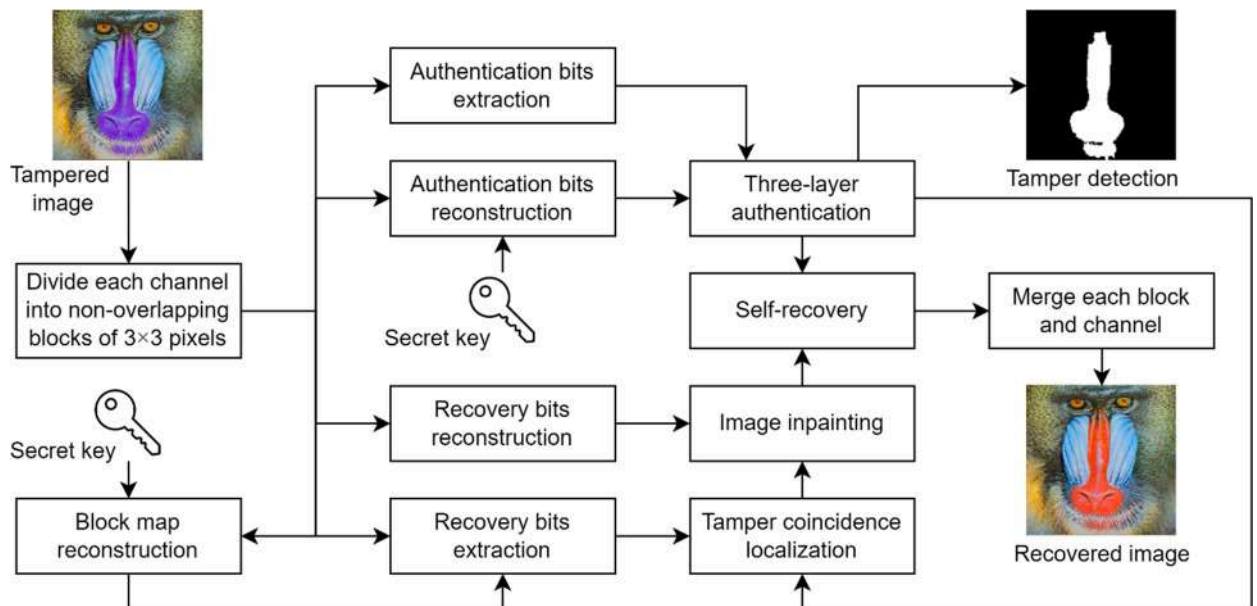 Tampered
image
Divide each channel
into non-overlapping
blocks of 3×3 pixels
Secret key
Block map
reconstruction
Authentication bits
extraction
Authentication bits
reconstruction
Secret key
Recovery bits
reconstruction
Recovery bits
extraction
Three-layer
authentication
Self-recovery
Image inpainting
Tamper coincidence
localization
Tamper detection
Merge each block
and channel
Recovered image